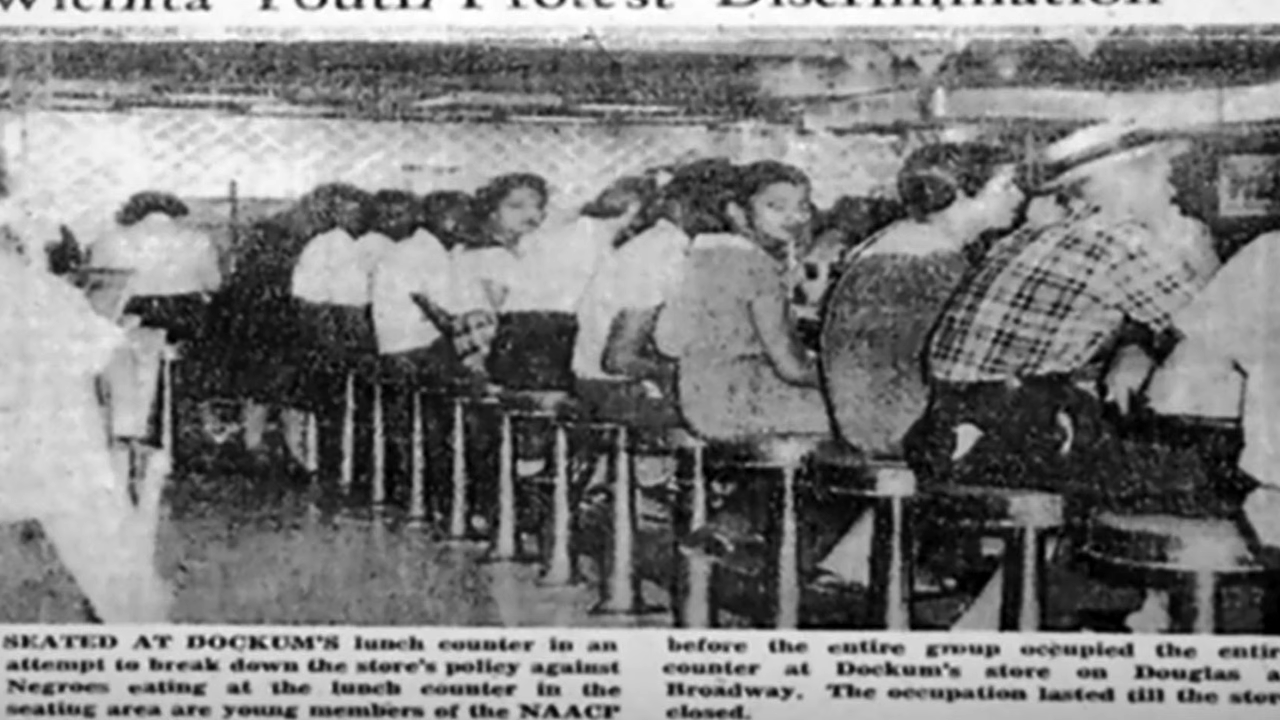 Wichita Youth Protest Discrimination
SEATED AT DOCKUM'S lunch counter in an
attempt to break down the store's policy against
Negroes eating at the lunch counter in the
seating area are young members of the NAACP
before the entire group occupied the entir
counter at Dockum's store on Douglas a
Broadway. The occupation lasted till the stor
closed.